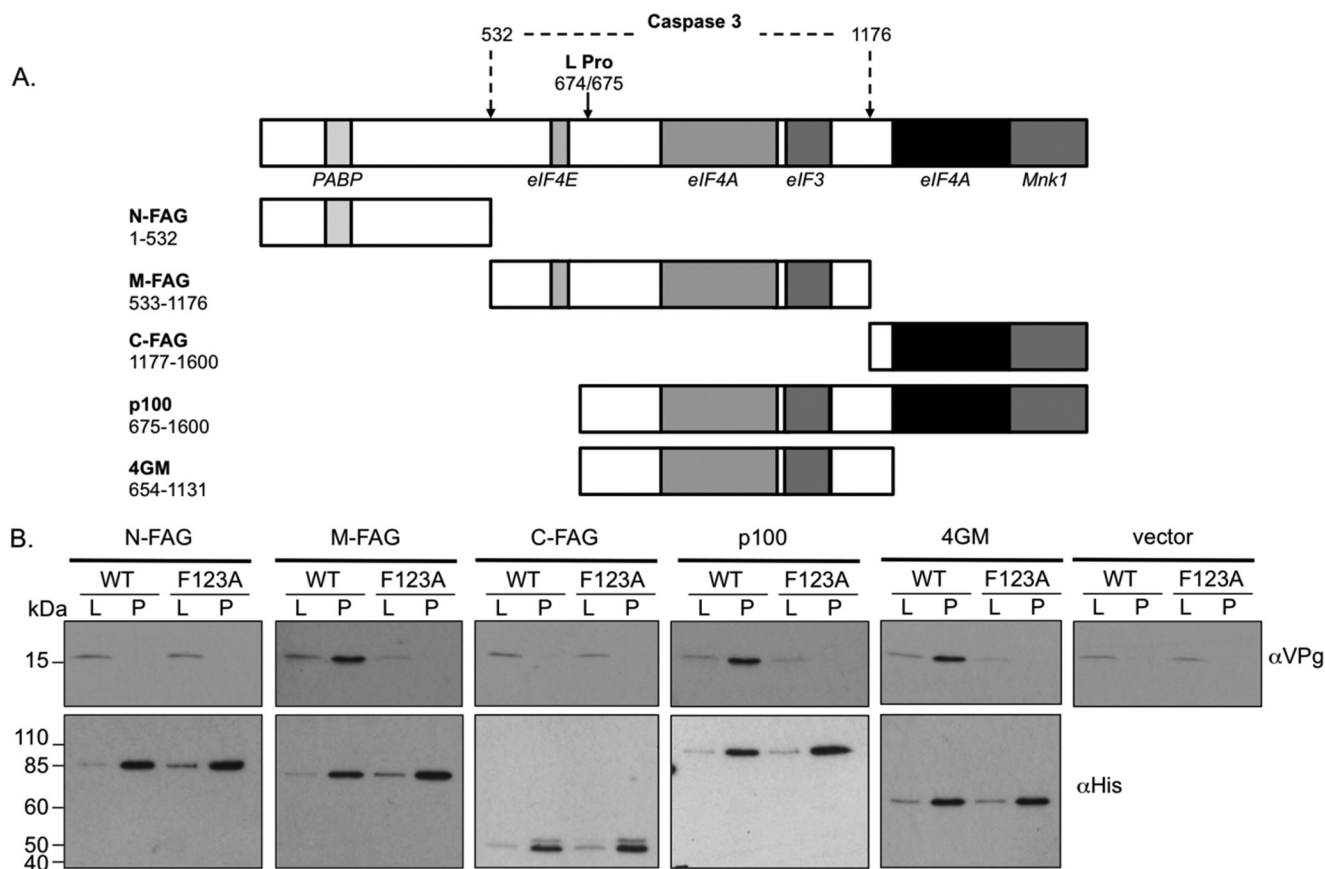 Caspase 3
532 1176
A.
L Pro
674/675
PABP eIF4E eIF4A eIF3 eIF4A Mnk1
N-FAG
1-532
M-FAG
533-1176
C-FAG
1177-1600
p100
675-1600
4GM
654-1131
B.
N-FAG M-FAG C-FAG p100 4GM vector
WT F123A WT F123A WT F123A WT F123A WT F123A WT F123A
kDa L P L P L P L P L P L P L P L P L P L P L P L P
15 αVPg
110
85 αHis
60
50
40